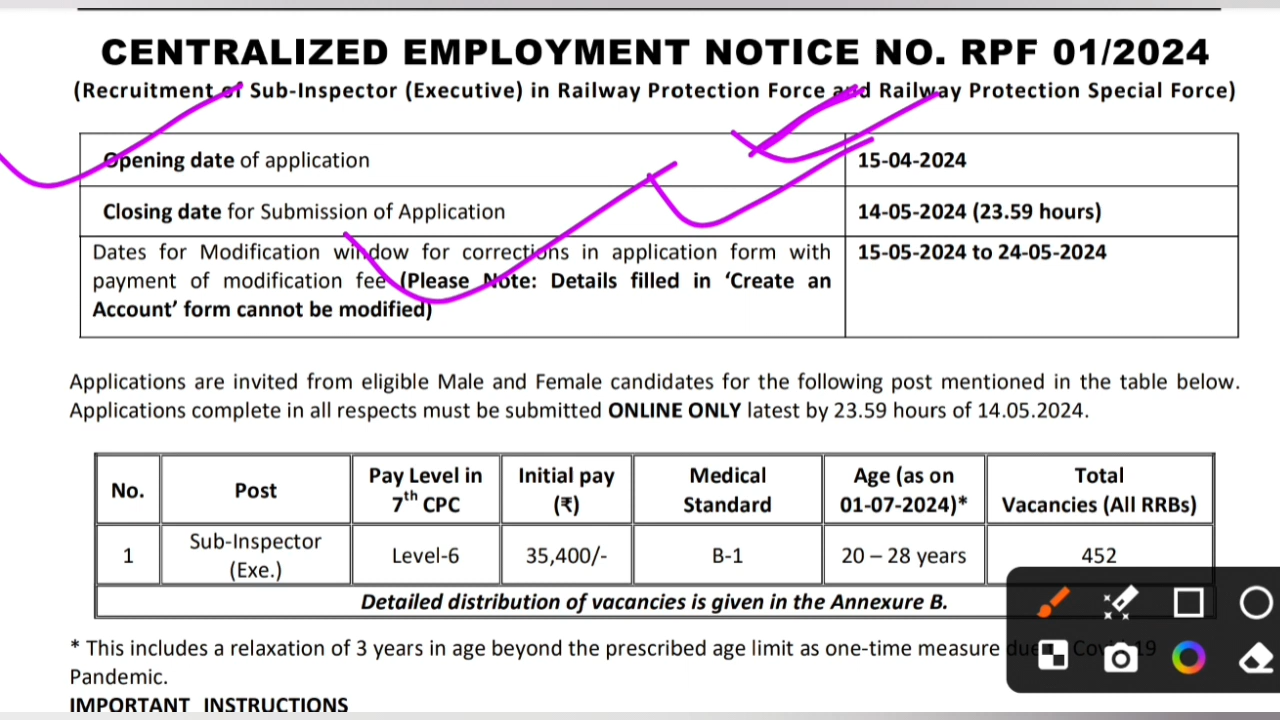 CENTRALIZED EMPLOYMENT NOTICE NO. RPF 01/2024
(Recruitment of Sub-Inspector (Executive) in Railway Protection Force and Railway Protection Special Force)
Opening date of application 15-04-2024
Closing date for Submission of Application 14-05-2024 (23.59 hours)
Dates for Modification window for corrections in application form with 15-05-2024 to 24-05-2024
payment of modification fee (Please Note: Details filled in ‘Create an
Account’ form cannot be modified)
Applications are invited from eligible Male and Female candidates for the following post mentioned in the table below.
Applications complete in all respects must be submitted ONLINE ONLY latest by 23.59 hours of 14.05.2024.
No. Post Pay Level in 7th CPC Initial pay (₹) Medical Standard Age (as on 01-07-2024)* Total Vacancies (All RRBs)
1 Sub-Inspector (Exe.) Level-6 35,400/- B-1 20 – 28 years 452
Detailed distribution of vacancies is given in the Annexure B.
* This includes a relaxation of 3 years in age beyond the prescribed age limit as one-time measure due Covid-19
Pandemic.
IMPORTANT INSTRUCTIONS